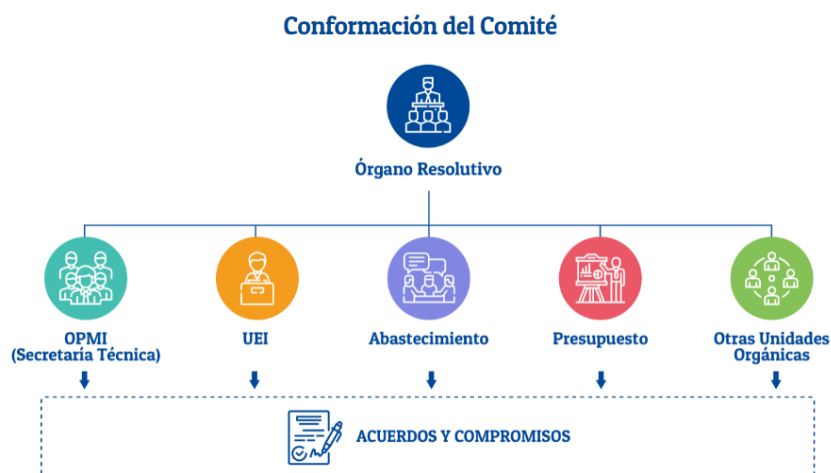 Conformación del Comité
Órgano Resolutivo
OPMI
(Secretaría Técnica)
UEI
Abastecimiento
Presupuesto
Otras Unidades
Orgánicas
ACUERDOS Y COMPROMISOS